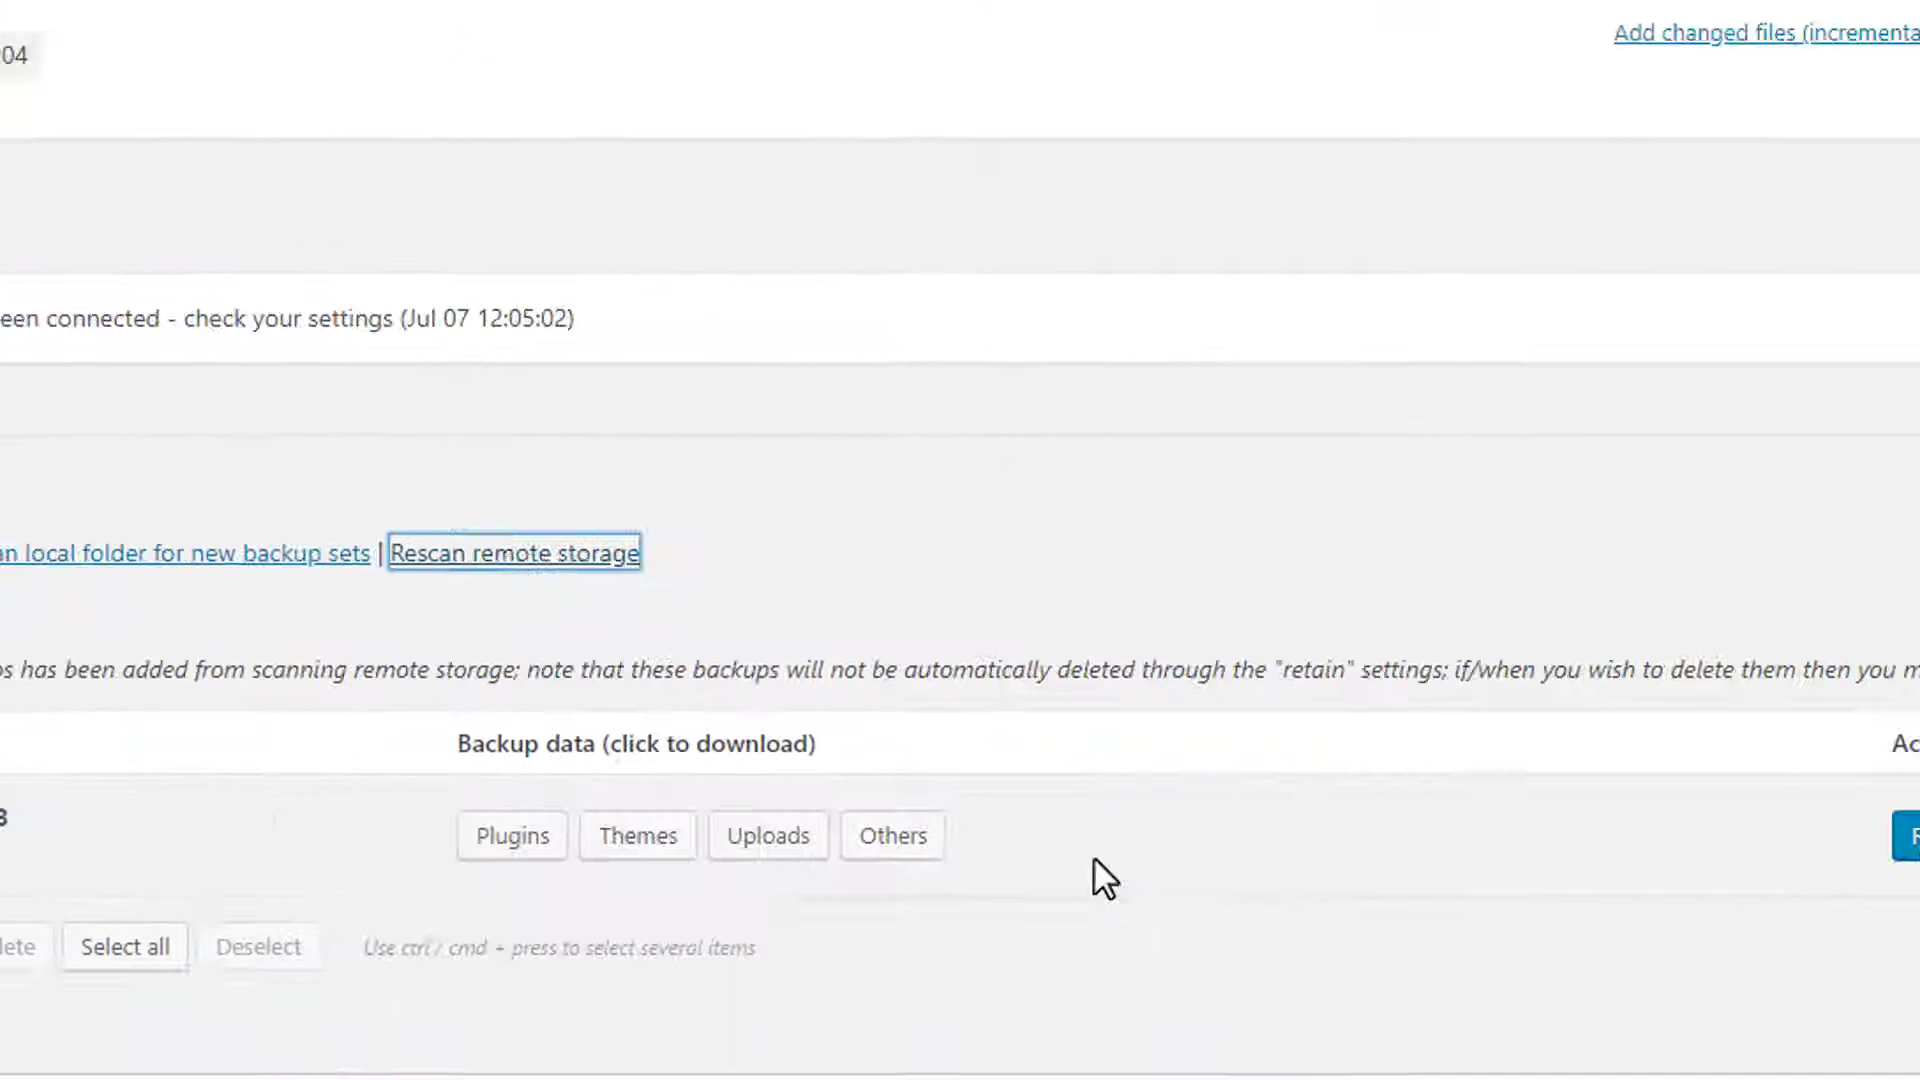 Add changed files (incrementa
04
een connected - check your settings (Jul 07 12:05:02)
n local folder for new backup sets | Rescan remote storage
s has been added from scanning remote storage; note that these backups will not be automatically deleted through the "retain" settings; if/when you wish to delete them then you m
Backup data (click to download) Ac
3
Plugins Themes Uploads Others R
lete Select all Deselect Use ctrl / cmd + press to select several items